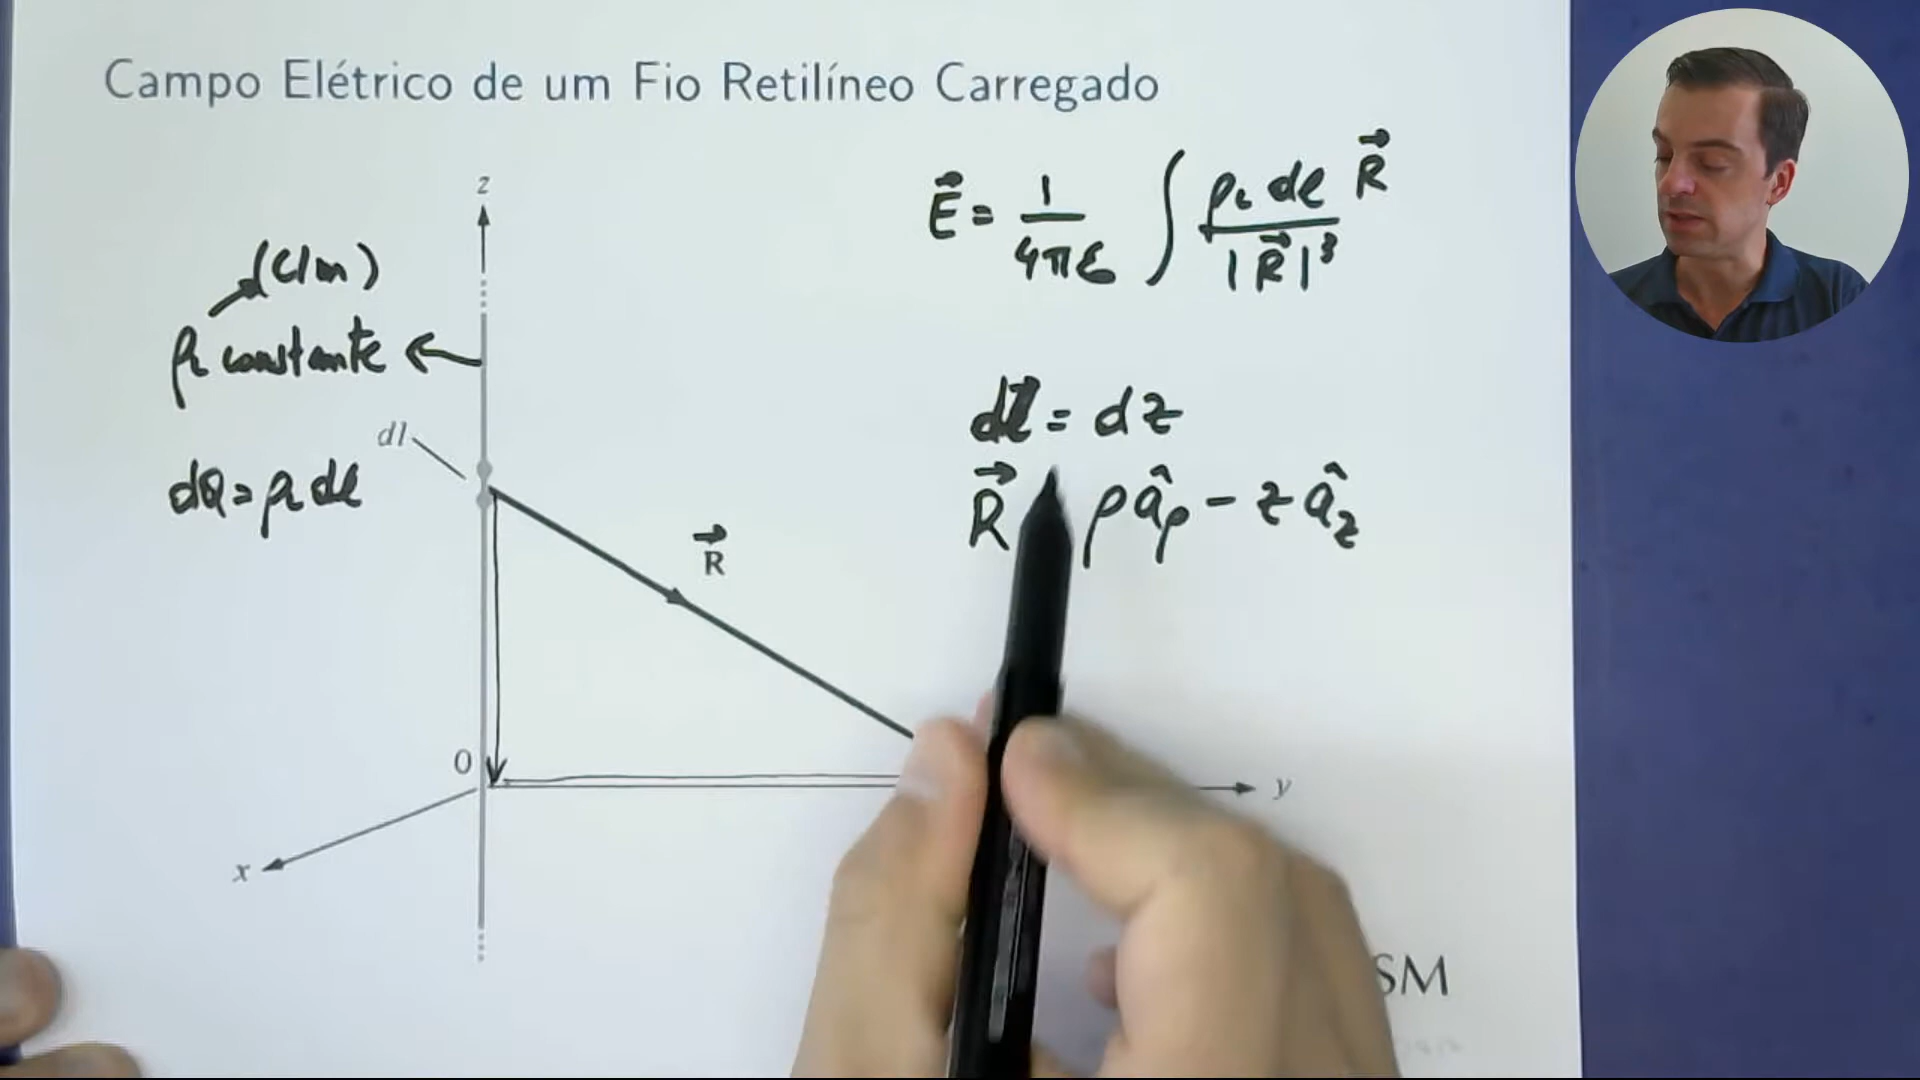 Campo Elétrico de um Fio Retilíneo Carregado
z
(C/m)
ρL constante
dl
dQ = ρL dl
R⃗
0
x
y
E⃗ = 1/4πε ∫ ρL dl R⃗ / |R⃗|³
dl = dz
R⃗ ρ âρ - z âz
SM